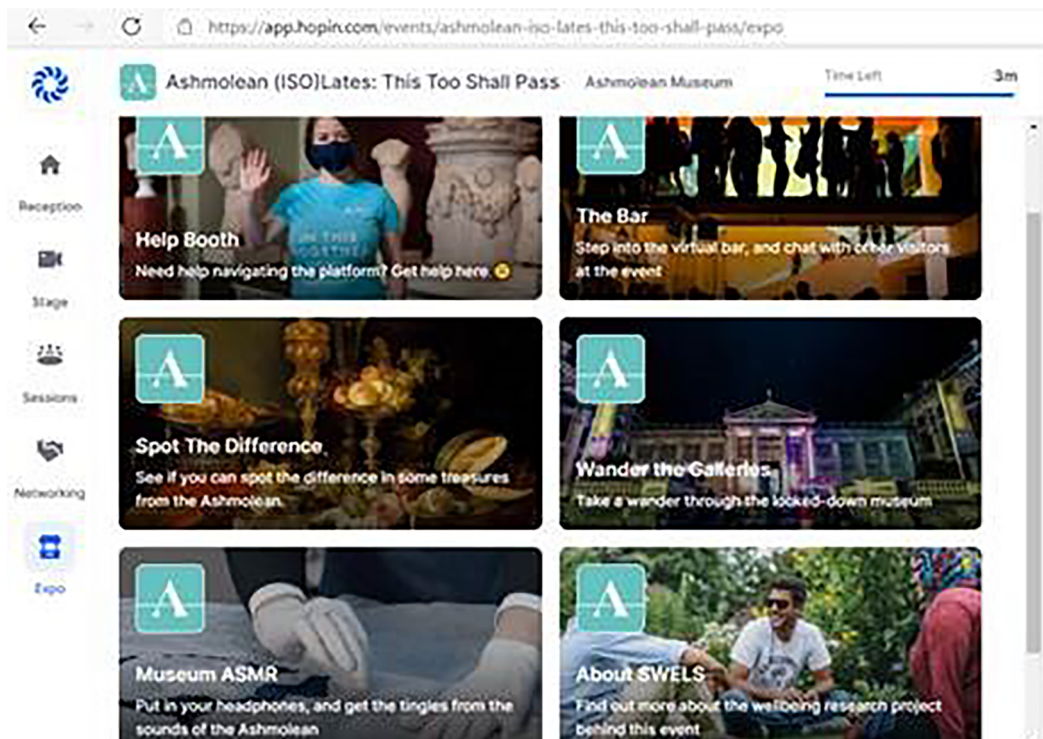 https://app.hopin.com/events/ashmolean-iso-lates-this-too-shall-pass/expo
Ashmolean (ISO)Lates: This Too Shall Pass
Ashmolean Museum
Time Left
3m
Reception
Stage
Sessions
Networking
Expo
A
Help Booth
Need help navigating the platform? Get help here.
A
The Bar
Step into the virtual bar, and chat with other visitors
at the event
A
Spot The Difference
See if you can spot the difference in some treasures
from the Ashmolean.
A
Wander the Galleries
Take a wander through the locked-down museum
A
Museum ASMR
Put in your headphones, and get the tingles from the
sounds of the Ashmolean
A
About SWELS
Find out more about the wellbeing research project
behind this event